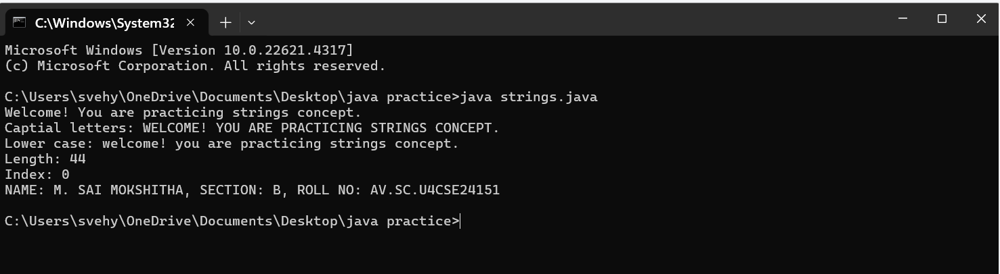 C:\Windows\System32
Microsoft Windows [Version 10.0.22621.4317]
(c) Microsoft Corporation. All rights reserved.
C:\Users\svehy\OneDrive\Documents\Desktop\java practice>java strings.java
Welcome! You are practicing strings concept.
Captial letters: WELCOME! YOU ARE PRACTICING STRINGS CONCEPT.
Lower case: welcome! you are practicing strings concept.
Length: 44
Index: 0
NAME: M. SAI MOKSHITHA, SECTION: B, ROLL NO: AV.SC.U4CSE24151
C:\Users\svehy\OneDrive\Documents\Desktop\java practice>